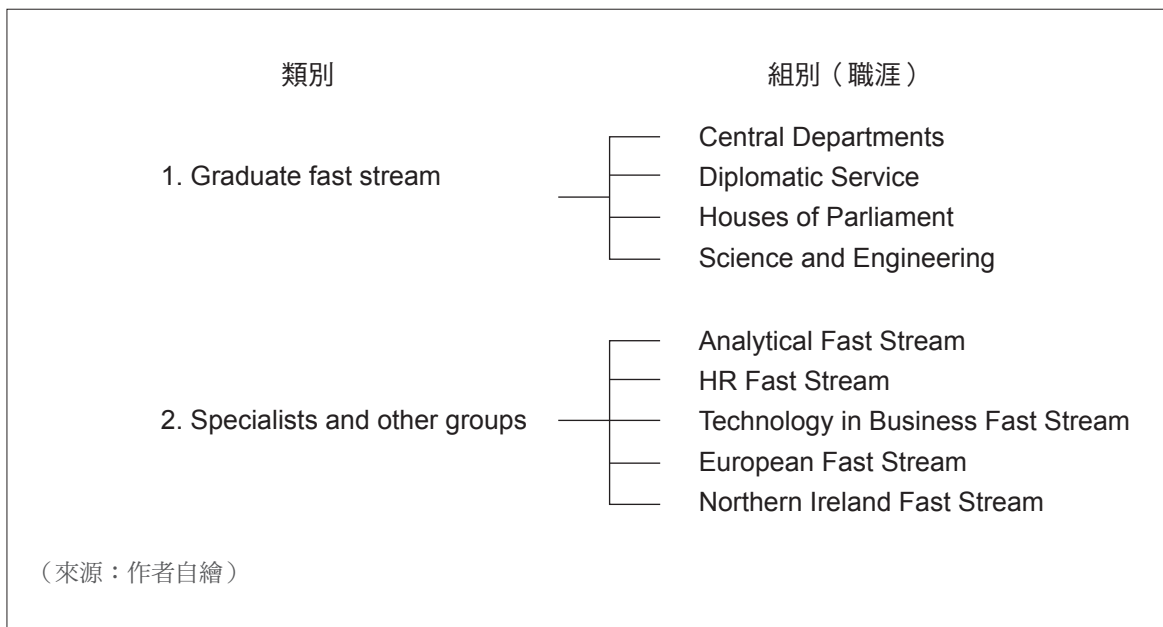 類別 組別（職涯）
Central Departments
1. Graduate fast stream
Diplomatic Service
Houses of Parliament
Science and Engineering
Analytical Fast Stream
HR Fast Stream
2. Specialists and other groups
Technology in Business Fast Stream
European Fast Stream
Northern Ireland Fast Stream
（來源：作者自繪）